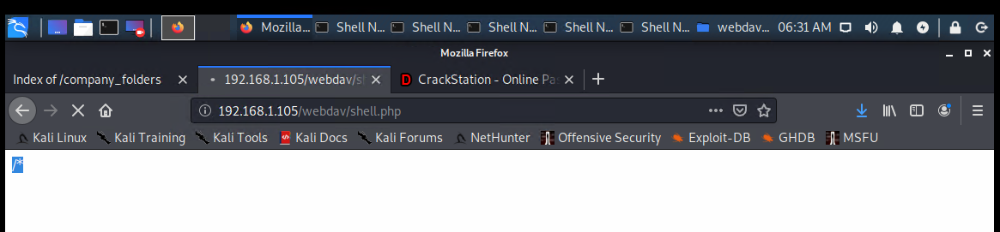 Mozilla... Shell N... Shell N... Shell N... Shell N... Shell N... webdav... 06:31 AM
Mozilla Firefox
Index of /company_folders 192.168.1.105/webdav/s CrackStation - Online Pa
192.168.1.105/webdav/shell.php
Kali Linux Kali Training Kali Tools Kali Docs Kali Forums NetHunter Offensive Security Exploit-DB GHDB MSFU
/*